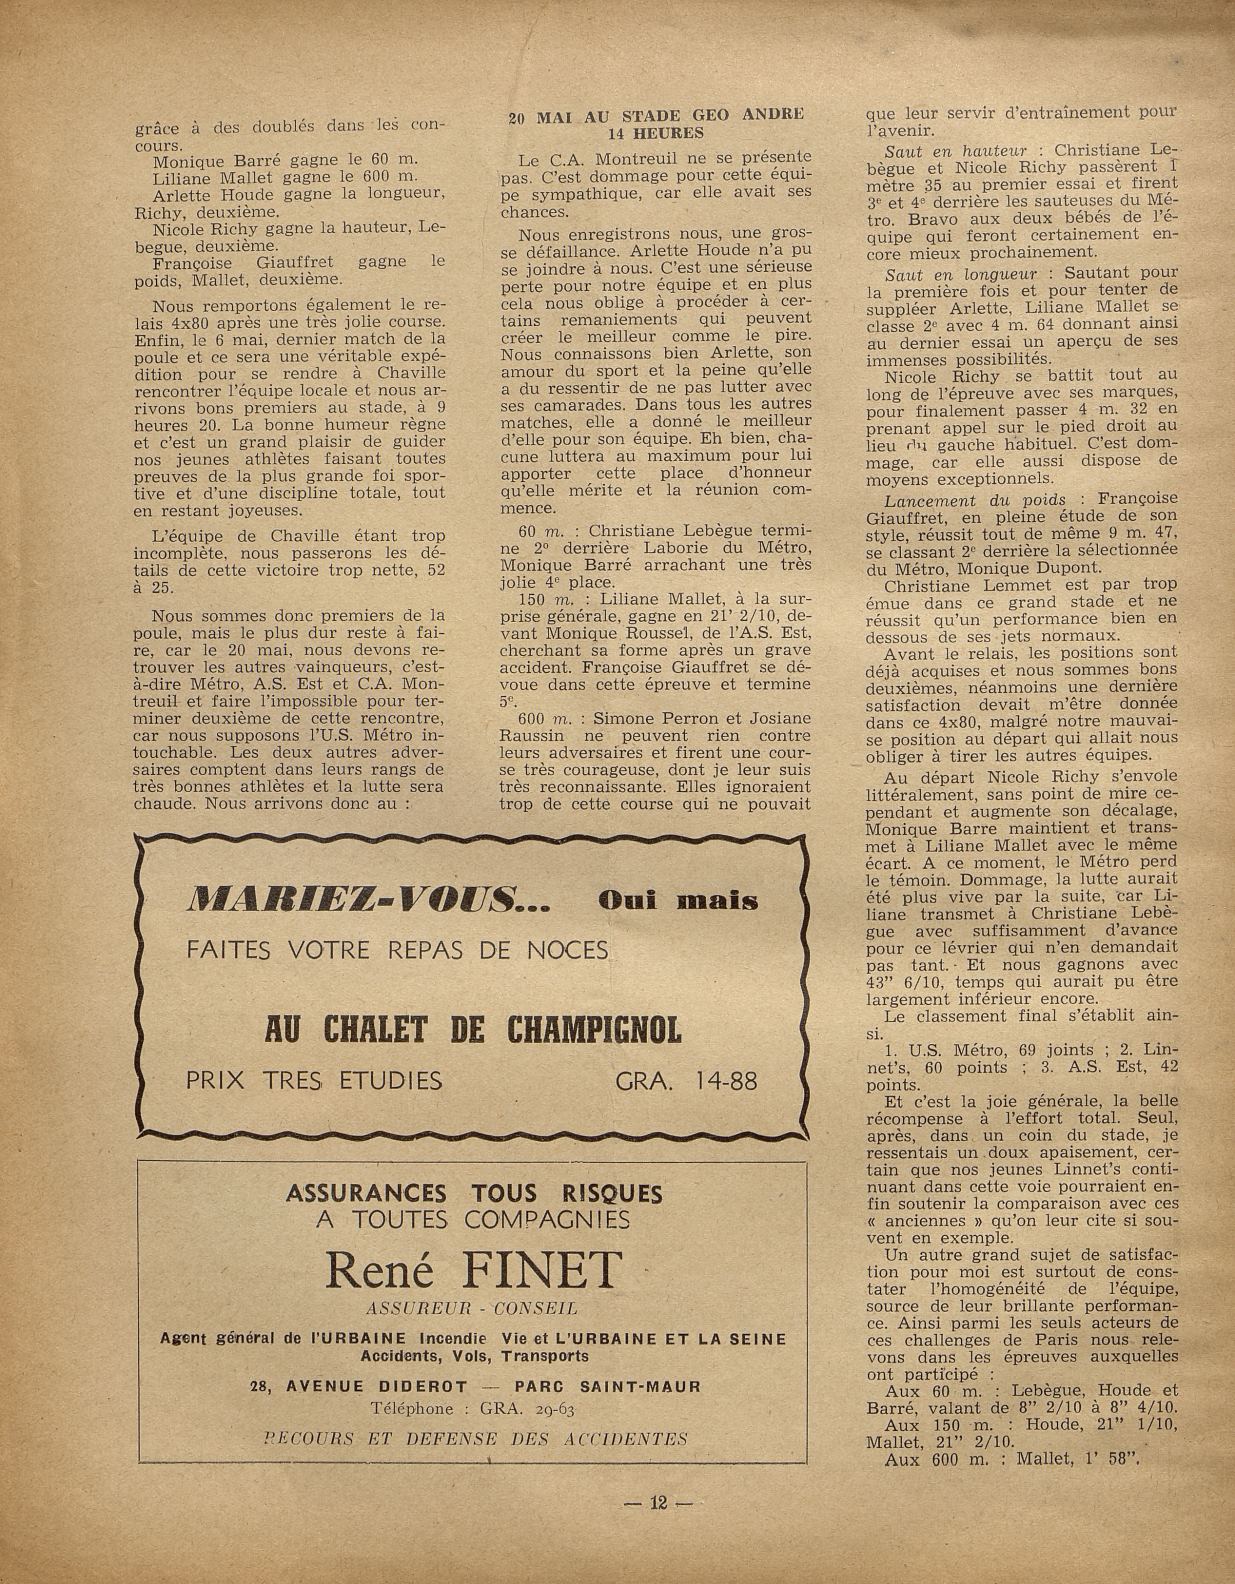 grâce à des doublés dans les con-
cours.
Monique Barré gagne le 60 m.
Liliane Mallet gagne le 600 m.
Arlette Houde gagne la longueur,
Richy, deuxième.
Nicole Richy gagne la hauteur, Le-
begue, deuxième.
Françoise Giauffret gagne le
poids, Mallet, deuxième.
Nous remportons également le re-
lais 4x80 après une très jolie course.
Enfin, le 6 mai, dernier match de la
poule et ce sera une véritable expé-
dition pour se rendre à Chaville
rencontrer l'équipe locale et nous ar-
rivons bons premiers au stade, à 9
heures 20. La bonne humeur règne
et c'est un grand plaisir de guider
nos jeunes athlètes faisant toutes
preuves de la plus grande foi spor-
tive et d'une discipline totale, tout
en restant joyeuses.
L'équipe de Chaville étant trop
incomplète, nous passerons les dé-
tails de cette victoire trop nette, 52
à 25.
Nous sommes donc premiers de la
poule, mais le plus dur reste à fai-
re, car le 20 mai, nous devons re-
trouver les autres vainqueurs, c'est-
à-dire Métro, A.S. Est et C.A. Mon-
treuil et faire l'impossible pour ter-
miner deuxième de cette rencontre,
car nous supposons l'U.S. Métro in-
touchable. Les deux autres adver-
saires comptent dans leurs rangs de
très bonnes athlètes et la lutte sera
chaude. Nous arrivons donc au :
20 MAI AU STADE GEO ANDRE
14 HEURES
Le C.A. Montreuil ne se présente
pas. C'est dommage pour cette équi-
pe sympathique, car elle avait ses
chances.
Nous enregistrons nous, une gros-
se défaillance. Arlette Houde n'a pu
se joindre à nous. C'est une sérieuse
perte pour notre équipe et en plus
cela nous oblige à procéder à cer-
tains remaniements qui peuvent
créer le meilleur comme le pire.
Nous connaissons bien Arlette, son
amour du sport et la peine qu'elle
a du ressentir de ne pas lutter avec
ses camarades. Dans tous les autres
matches, elle a donné le meilleur
d'elle pour son équipe. Eh bien, cha-
cune luttera au maximum pour lui
apporter cette place d'honneur
qu'elle mérite et la réunion com-
mence.
60 m. : Christiane Lebègue termi-
ne 2e derrière Laborie du Métro,
Monique Barré arrachant une très
jolie 4e place.
150 m. : Liliane Mallet, à la sur-
prise générale, gagne en 21' 2/10, de-
vant Monique Roussel, de l'A.S. Est,
cherchant sa forme après un grave
accident. Françoise Giauffret se dé-
voue dans cette épreuve et termine
5e.
600 m. : Simone Perron et Josiane
Raussin ne peuvent rien contre
leurs adversaires et firent une cour-
se très courageuse, dont je leur suis
très reconnaissante. Elles ignoraient
trop de cette course qui ne pouvait
que leur servir d'entraînement pour
l'avenir.
Saut en hauteur : Christiane Le-
bègue et Nicole Richy passèrent 1
mètre 35 au premier essai et firent
3e et 4e derrière les sauteuses du Mé-
tro. Bravo aux deux bébés de l'é-
quipe qui feront certainement en-
core mieux prochainement.
Saut en longueur : Sautant pour
la première fois et pour tenter de
suppléer Arlette, Liliane Mallet se
classe 2e avec 4 m. 64 donnant ainsi
au dernier essai un aperçu de ses
immenses possibilités.
Nicole Richy se battit tout au
long de l'épreuve avec ses marques,
pour finalement passer 4 m. 32 en
prenant appel sur le pied droit au
lieu du gauche habituel. C'est dom-
mage, car elle aussi dispose de
moyens exceptionnels.
Lancement du poids : Françoise
Giauffret, en pleine étude de son
style, réussit tout de même 9 m. 47,
se classant 2e derrière la sélectionnée
du Métro, Monique Dupont.
Christiane Lemmet est par trop
émue dans ce grand stade et ne
réussit qu'un performance bien en
dessous de ses jets normaux.
Avant le relais, les positions sont
déjà acquises et nous sommes bons
deuxièmes, néanmoins une dernière
satisfaction devait m'être donnée
dans ce 4x80, malgré notre mauvai-
se position au départ qui allait nous
obliger à tirer les autres équipes.
Au départ Nicole Richy s'envole
littéralement, sans point de mire ce-
pendant et augmente son décalage,
Monique Barre maintient et trans-
met à Liliane Mallet avec le même
écart. A ce moment, le Métro perd
le témoin. Dommage, la lutte aurait
été plus vive par la suite, car Li-
liane transmet à Christiane Lebè-
gue avec suffisamment d'avance
pour ce lévrier qui n'en demandait
pas tant. Et nous gagnons avec
43" 6/10, temps qui aurait pu être
largement inférieur encore.
Le classement final s'établit ain-
si.
1. U.S. Métro, 69 joints ; 2. Lin-
net's, 60 points ; 3. A.S. Est, 42
points.
Et c'est la joie générale, la belle
récompense à l'effort total. Seul,
après, dans un coin du stade, je
ressentais un doux apaisement, cer-
tain que nos jeunes Linnet's conti-
nuant dans cette voie pourraient en-
fin soutenir la comparaison avec ces
« anciennes » qu'on leur cite si sou-
vent en exemple.
Un autre grand sujet de satisfac-
tion pour moi est surtout de cons-
tater l'homogénéité de l'équipe,
source de leur brillante performan-
ce. Ainsi parmi les seuls acteurs de
ces challenges de Paris nous rele-
vons dans les épreuves auxquelles
ont participé :
Aux 60 m. : Lebègue, Houde et
Barré, valant de 8" 2/10 à 8" 4/10.
Aux 150 m. : Houde, 21" 1/10,
Mallet, 21" 2/10.
Aux 600 m. : Mallet, 1' 58".
MARIEZ-VOUS... Oui mais
FAITES VOTRE REPAS DE NOCES
AU CHALET DE CHAMPIGNOL
PRIX TRES ETUDIES GRA. 14-88
ASSURANCES TOUS RISQUES
A TOUTES COMPAGNIES
René FINET
ASSUREUR - CONSEIL
Agent général de l'URBAINE Incendie Vie et L'URBAINE ET LA SEINE
Accidents, Vols, Transports
28, AVENUE DIDEROT — PARC SAINT-MAUR
Téléphone : GRA. 29-63
RECOURS ET DEFENSE DES ACCIDENTES
— 12 —